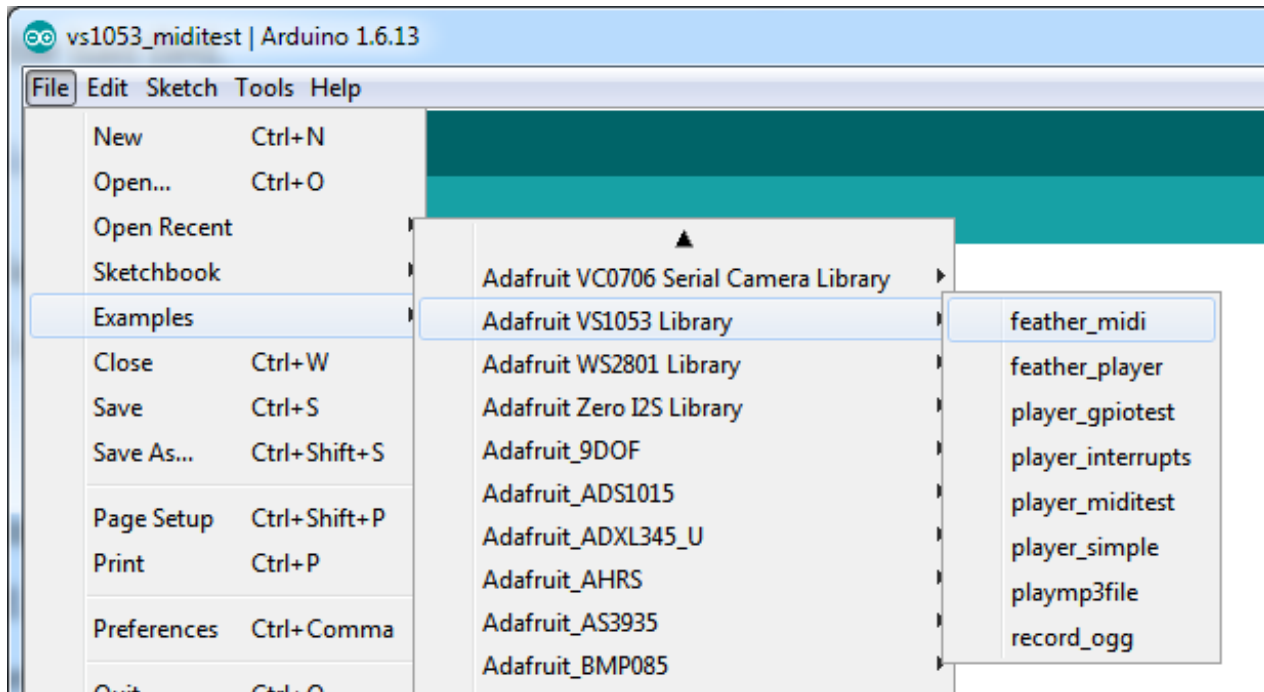 vs1053_miditest | Arduino 1.6.13
File Edit Sketch Tools Help
New Ctrl+N
Open... Ctrl+O
Open Recent
Sketchbook
Examples
Close Ctrl+W
Save Ctrl+S
Save As... Ctrl+Shift+S
Page Setup Ctrl+Shift+P
Print Ctrl+P
Preferences Ctrl+Comma
Adafruit VC0706 Serial Camera Library
Adafruit VS1053 Library
Adafruit WS2801 Library
Adafruit Zero I2S Library
Adafruit_9DOF
Adafruit_ADS1015
Adafruit_ADXL345_U
Adafruit_AHRS
Adafruit_AS3935
Adafruit_BMP085
feather_midi
feather_player
player_gpiotest
player_interrupts
player_miditest
player_simple
playmp3file
record_ogg